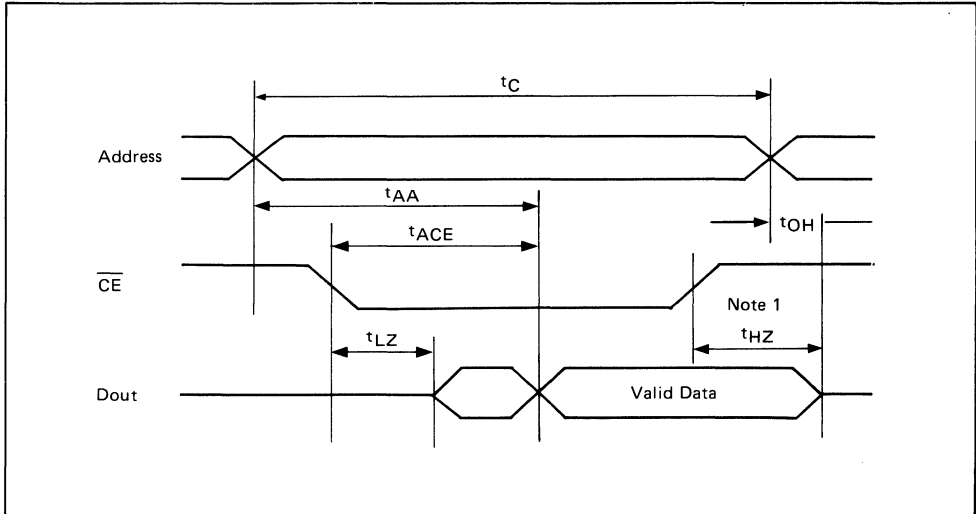 tC
Address
tAA
tOH
tACE
CE
Note 1
tHZ
tLZ
Dout
Valid Data